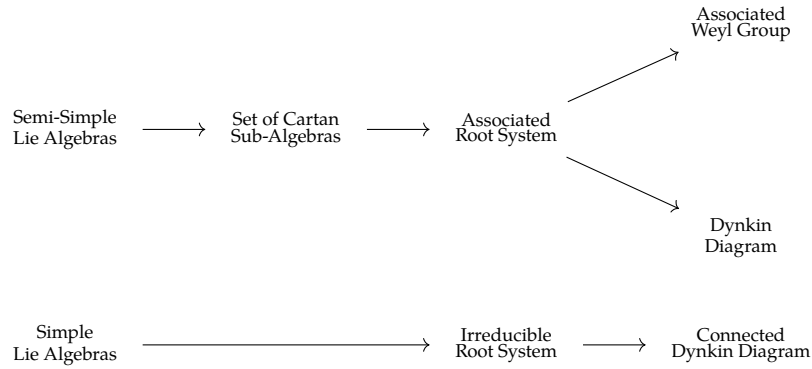 Associated
Weyl Group
Semi-Simple
Lie Algebras
Set of Cartan
Sub-Algebras
Associated
Root System
Dynkin
Diagram
Simple
Lie Algebras
Irreducible
Root System
Connected
Dynkin Diagram